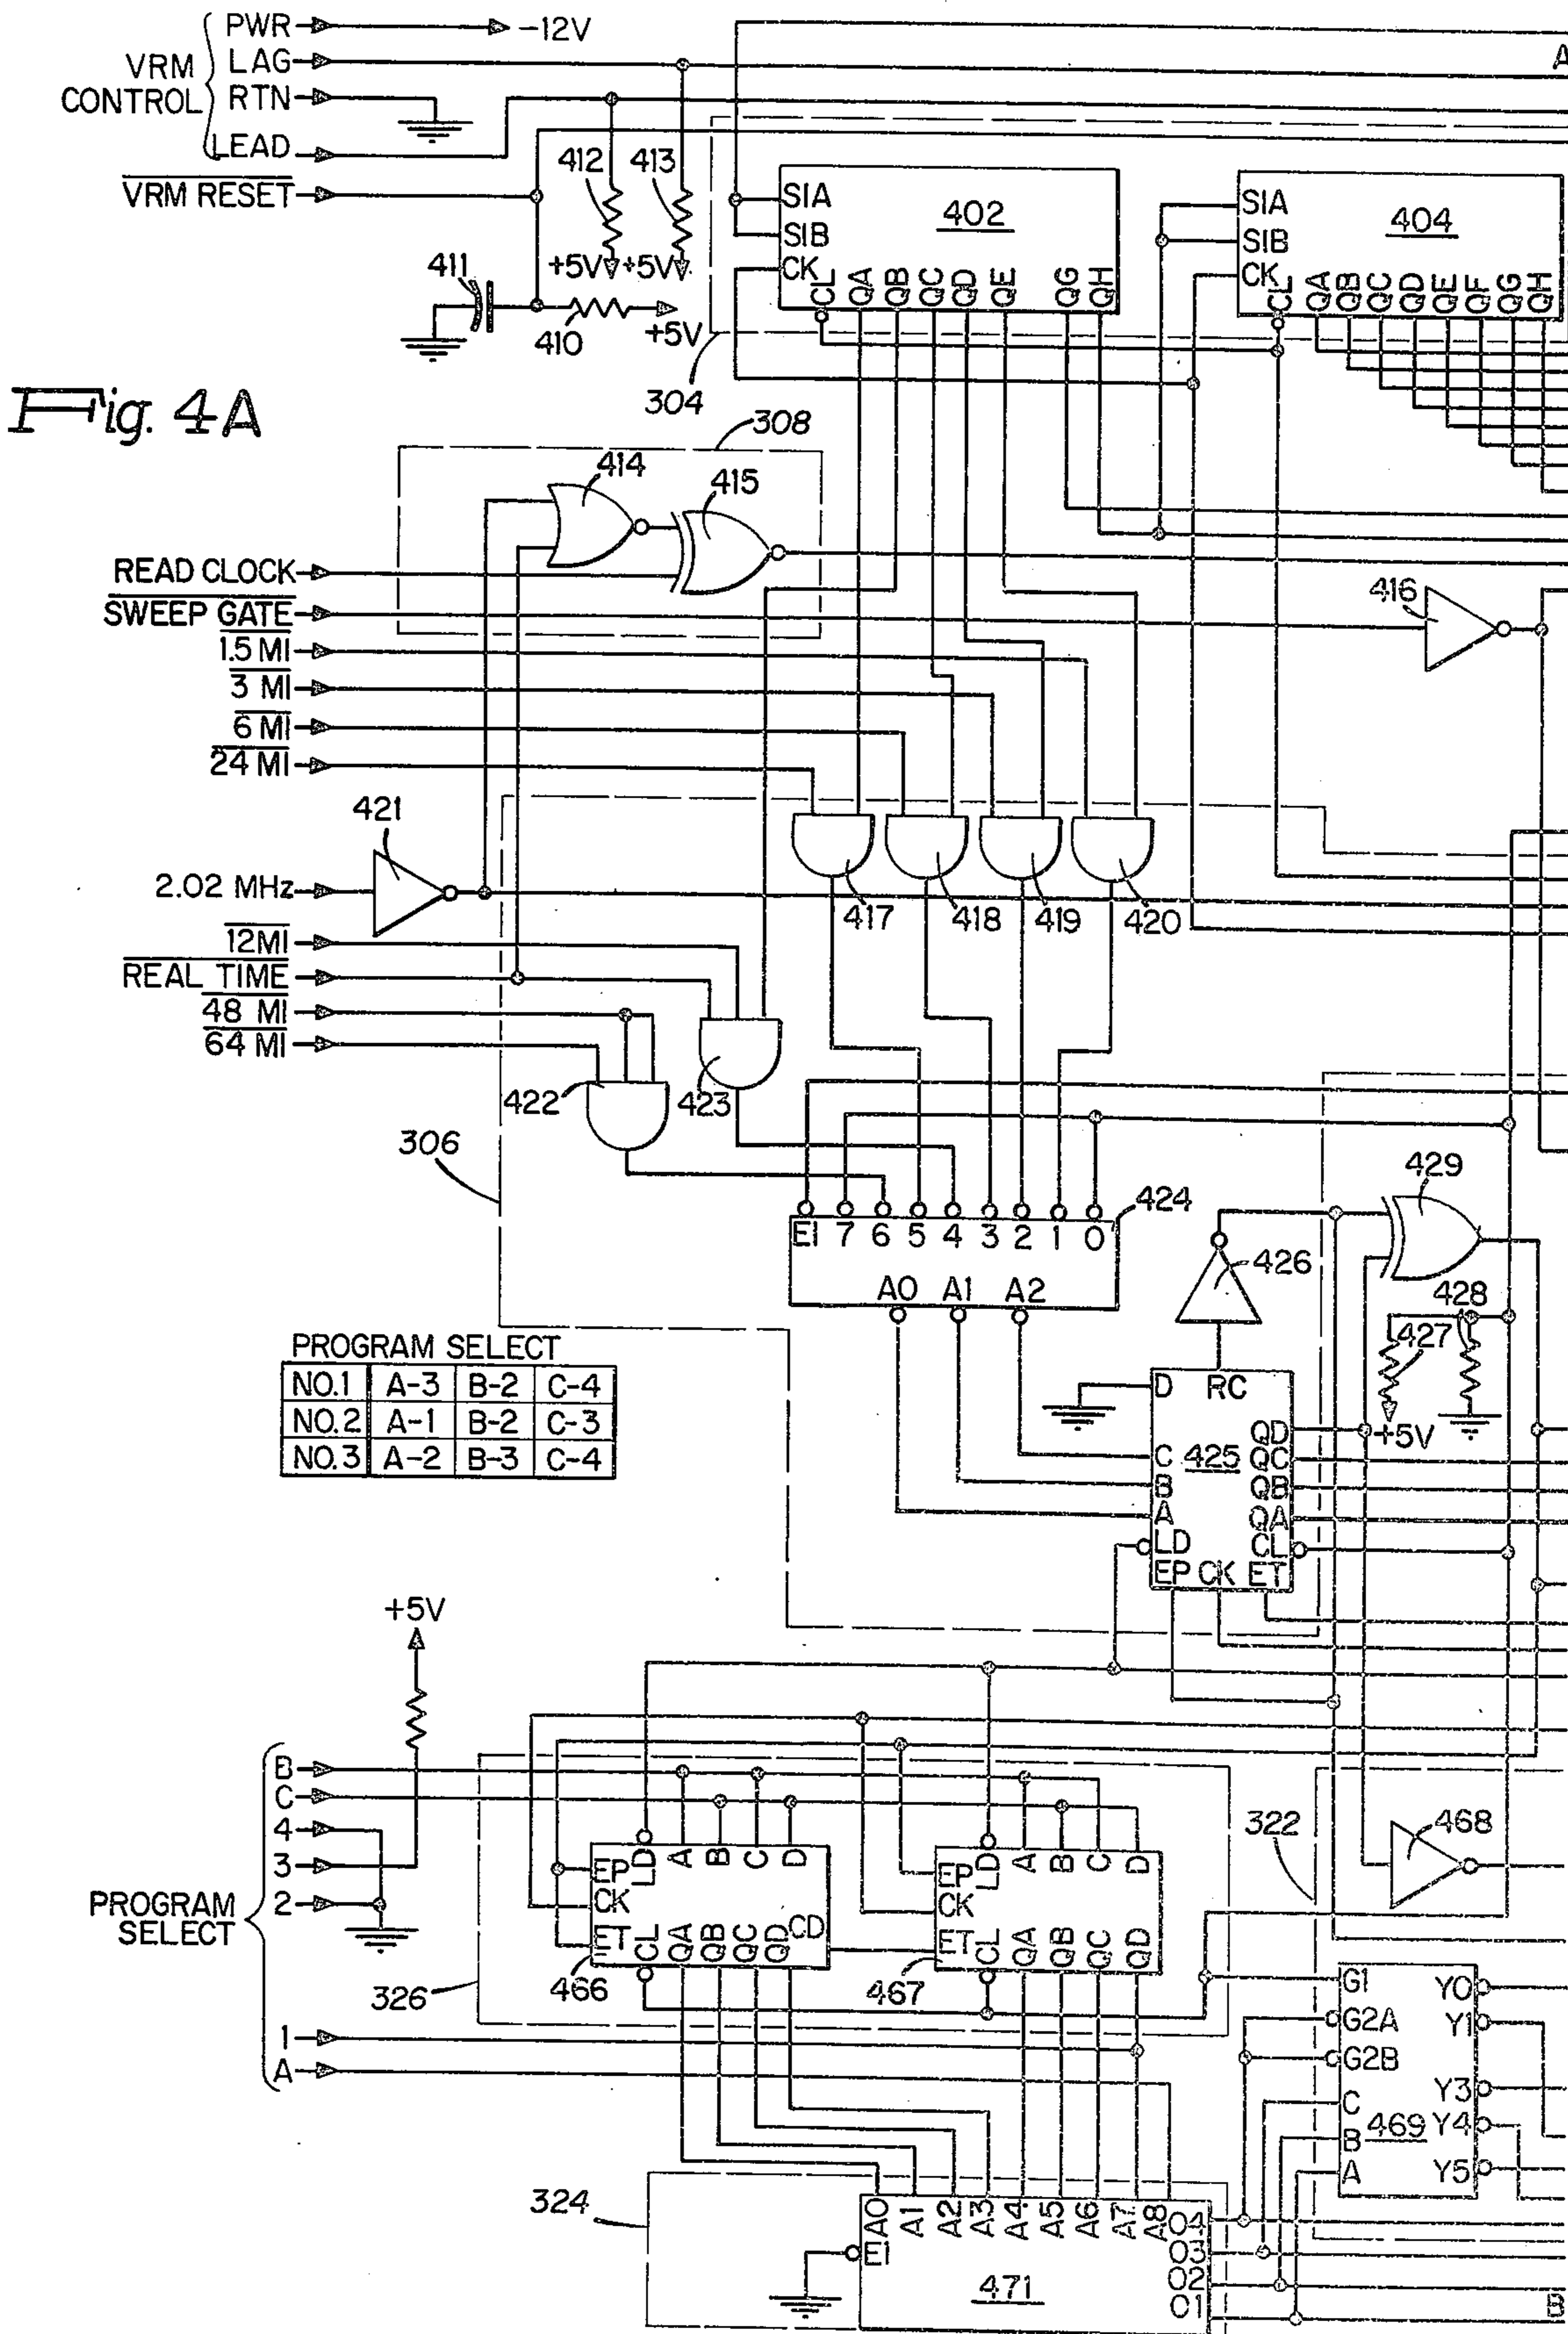 PWR
-12V
VRM
CONTROL
LAG
RTN
LEAD
VRM RESET
A
412
413
+5V
+5V
411
410
+5V
SIA
SIB
CK
402
CL
QA
QB
QC
QD
QE
QG
QH
SIA
SIB
CK
404
CL
QA
QB
QC
QD
QE
QF
QG
QH
304
Fig. 4A
308
414
415
READ CLOCK
SWEEP GATE
416
1.5 MI
3 MI
6 MI
24 MI
421
2.02 MHz
417
418
419
420
12MI
REAL TIME
48 MI
64 MI
422
423
306
424
EI 7 6 5 4 3 2 1 0
A0 A1 A2
429
426
428
427
+5V
PROGRAM SELECT
NO.1 A-3 B-2 C-4
NO.2 A-1 B-2 C-3
NO.3 A-2 B-3 C-4
D RC
QD
C 425 QC
B QB
A QA
LD CL
EP CK ET
+5V
B
C
4
3
2
PROGRAM
SELECT
1
A
EP
LD
A
B
C
D
CK
ET
CL
QA
QB
QC
QD
CD
466
326
EP
LD
A
B
C
D
CK
ET
CL
QA
QB
QC
QD
467
322
468
G1 Y0
G2A Y1
G2B
Y3
C
469 Y4
B
A Y5
324
A0
A1
A2
A3
A4
A5
A6
A7
A8
EI
471
04
03
02
01
B